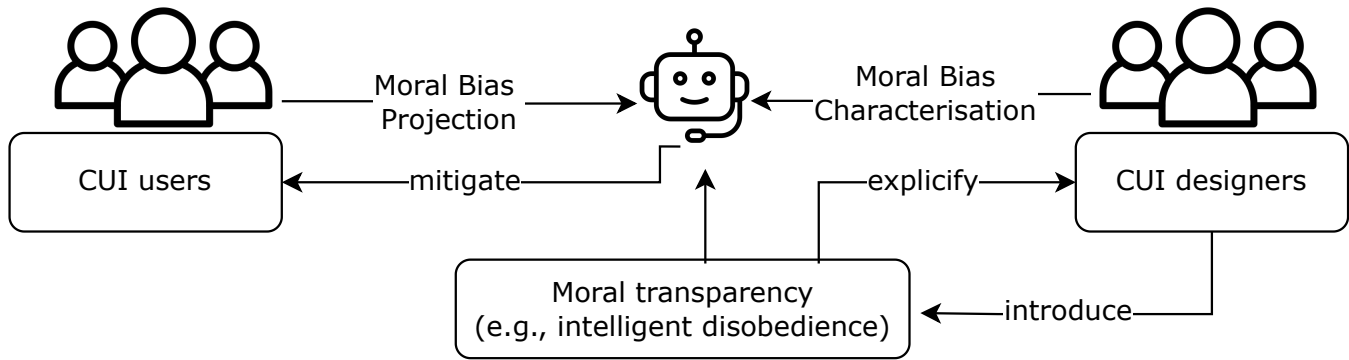 Moral Bias
Projection
Moral Bias
Characterisation
CUI users
mitigate
explicify
CUI designers
Moral transparency
(e.g., intelligent disobedience)
introduce